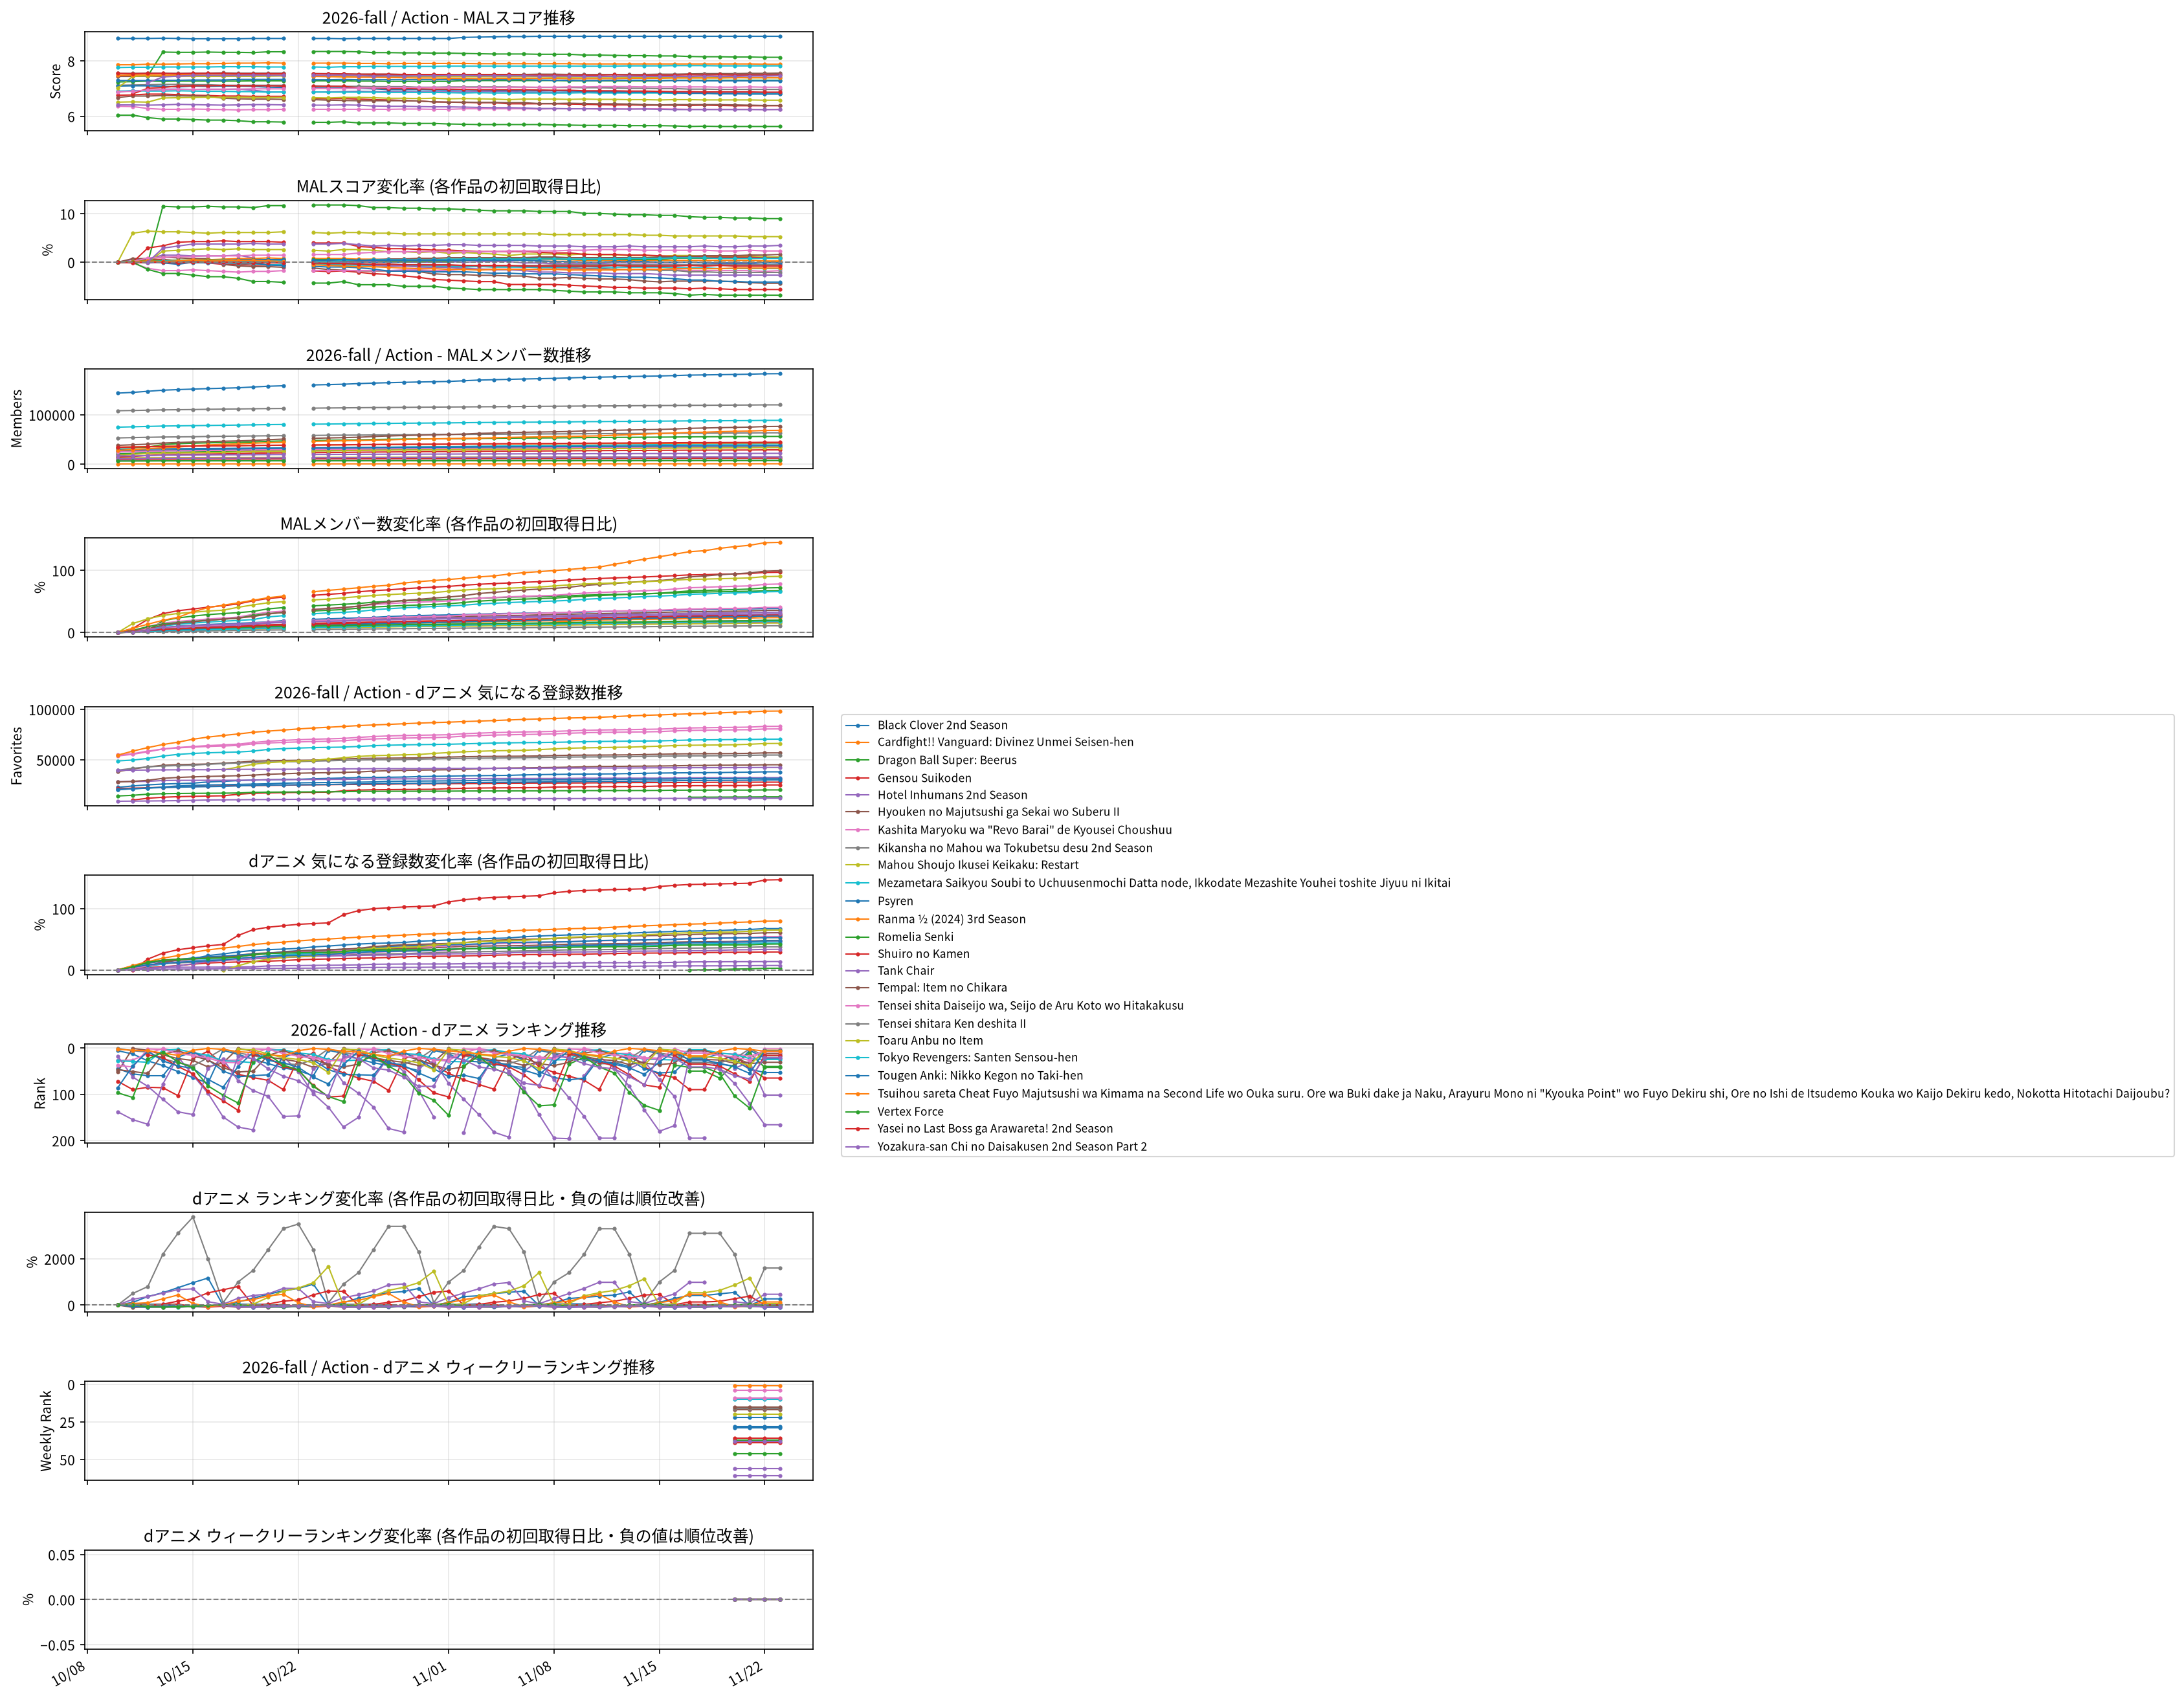 2026-fall / Action - MALスコア推移
8
6
Score
MALスコア変化率 (各作品の初回取得日比)
10
0
%
2026-fall / Action - MALメンバー数推移
100000
0
Members
MALメンバー数変化率 (各作品の初回取得日比)
100
0
%
2026-fall / Action - dアニメ 気になる登録数推移
100000
50000
Favorites
dアニメ 気になる登録数変化率 (各作品の初回取得日比)
100
0
%
2026-fall / Action - dアニメ ランキング推移
0
100
200
Rank
dアニメ ランキング変化率 (各作品の初回取得日比・負の値は順位改善)
2000
0
%
2026-fall / Action - dアニメ ウィークリーランキング推移
0
25
50
Weekly Rank
dアニメ ウィークリーランキング変化率 (各作品の初回取得日比・負の値は順位改善)
0.05
0.00
−0.05
%
10/08
10/15
10/22
11/01
11/08
11/15
11/22
Black Clover 2nd Season
Cardfight!! Vanguard: Divinez Unmei Seisen-hen
Dragon Ball Super: Beerus
Gensou Suikoden
Hotel Inhumans 2nd Season
Hyouken no Majutsushi ga Sekai wo Suberu II
Kashita Maryoku wa "Revo Barai" de Kyousei Choushuu
Kikansha no Mahou wa Tokubetsu desu 2nd Season
Mahou Shoujo Ikusei Keikaku: Restart
Mezametara Saikyou Soubi to Uchuusenmochi Datta node, Ikkodate Mezashite Youhei toshite Jiyuu ni Ikitai
Psyren
Ranma ½ (2024) 3rd Season
Romelia Senki
Shuiro no Kamen
Tank Chair
Tempal: Item no Chikara
Tensei shita Daiseijo wa, Seijo de Aru Koto wo Hitakakusu
Tensei shitara Ken deshita II
Toaru Anbu no Item
Tokyo Revengers: Santen Sensou-hen
Tougen Anki: Nikko Kegon no Taki-hen
Tsuihou sareta Cheat Fuyo Majutsushi wa Kimama na Second Life wo Ouka suru. Ore wa Buki dake ja Naku, Arayuru Mono ni "Kyouka Point" wo Fuyo Dekiru shi, Ore no Ishi de Itsudemo Kouka wo Kaijo Dekiru kedo, Nokotta Hitotachi Daijoubu?
Vertex Force
Yasei no Last Boss ga Arawareta! 2nd Season
Yozakura-san Chi no Daisakusen 2nd Season Part 2